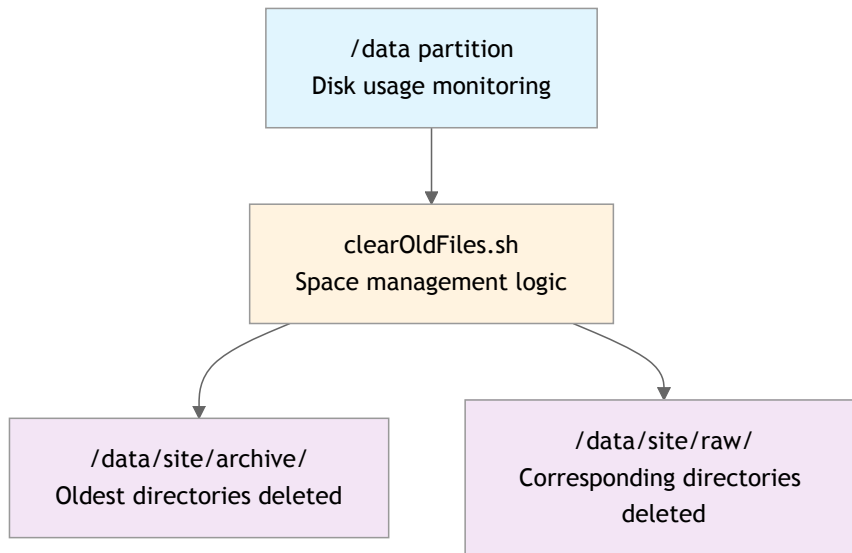 /data partition
Disk usage monitoring
clearOldFiles.sh
Space management logic
/data/site/archive/
Oldest directories deleted
/data/site/raw/
Corresponding directories
deleted